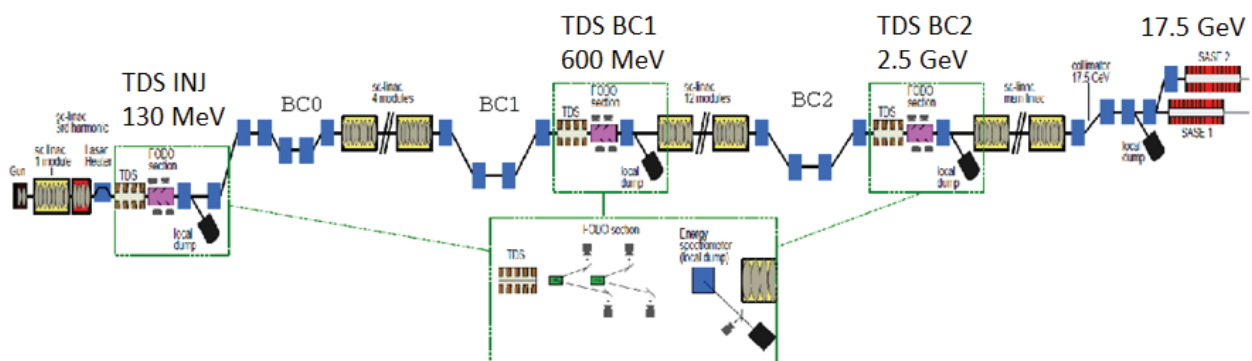 TDS BC1
600 MeV
TDS BC2
2.5 GeV
17.5 GeV
TDS INJ
130 MeV
BC0
BC1
BC2
sc-linac
3rd harmonic
sc linac
1 module
Laser
Heater
Gun
TDS
FODO
section
local
dump
sc-linac
4 modules
TDS
FODO
section
local
dump
sc-linac
12 modules
TDS
FODO
section
local
dump
sc-linac
main linac
collimator
17.5 GeV
local
dump
SASE 2
SASE 1
TDS
FODO section
Energy
spectrometer
(local dump)